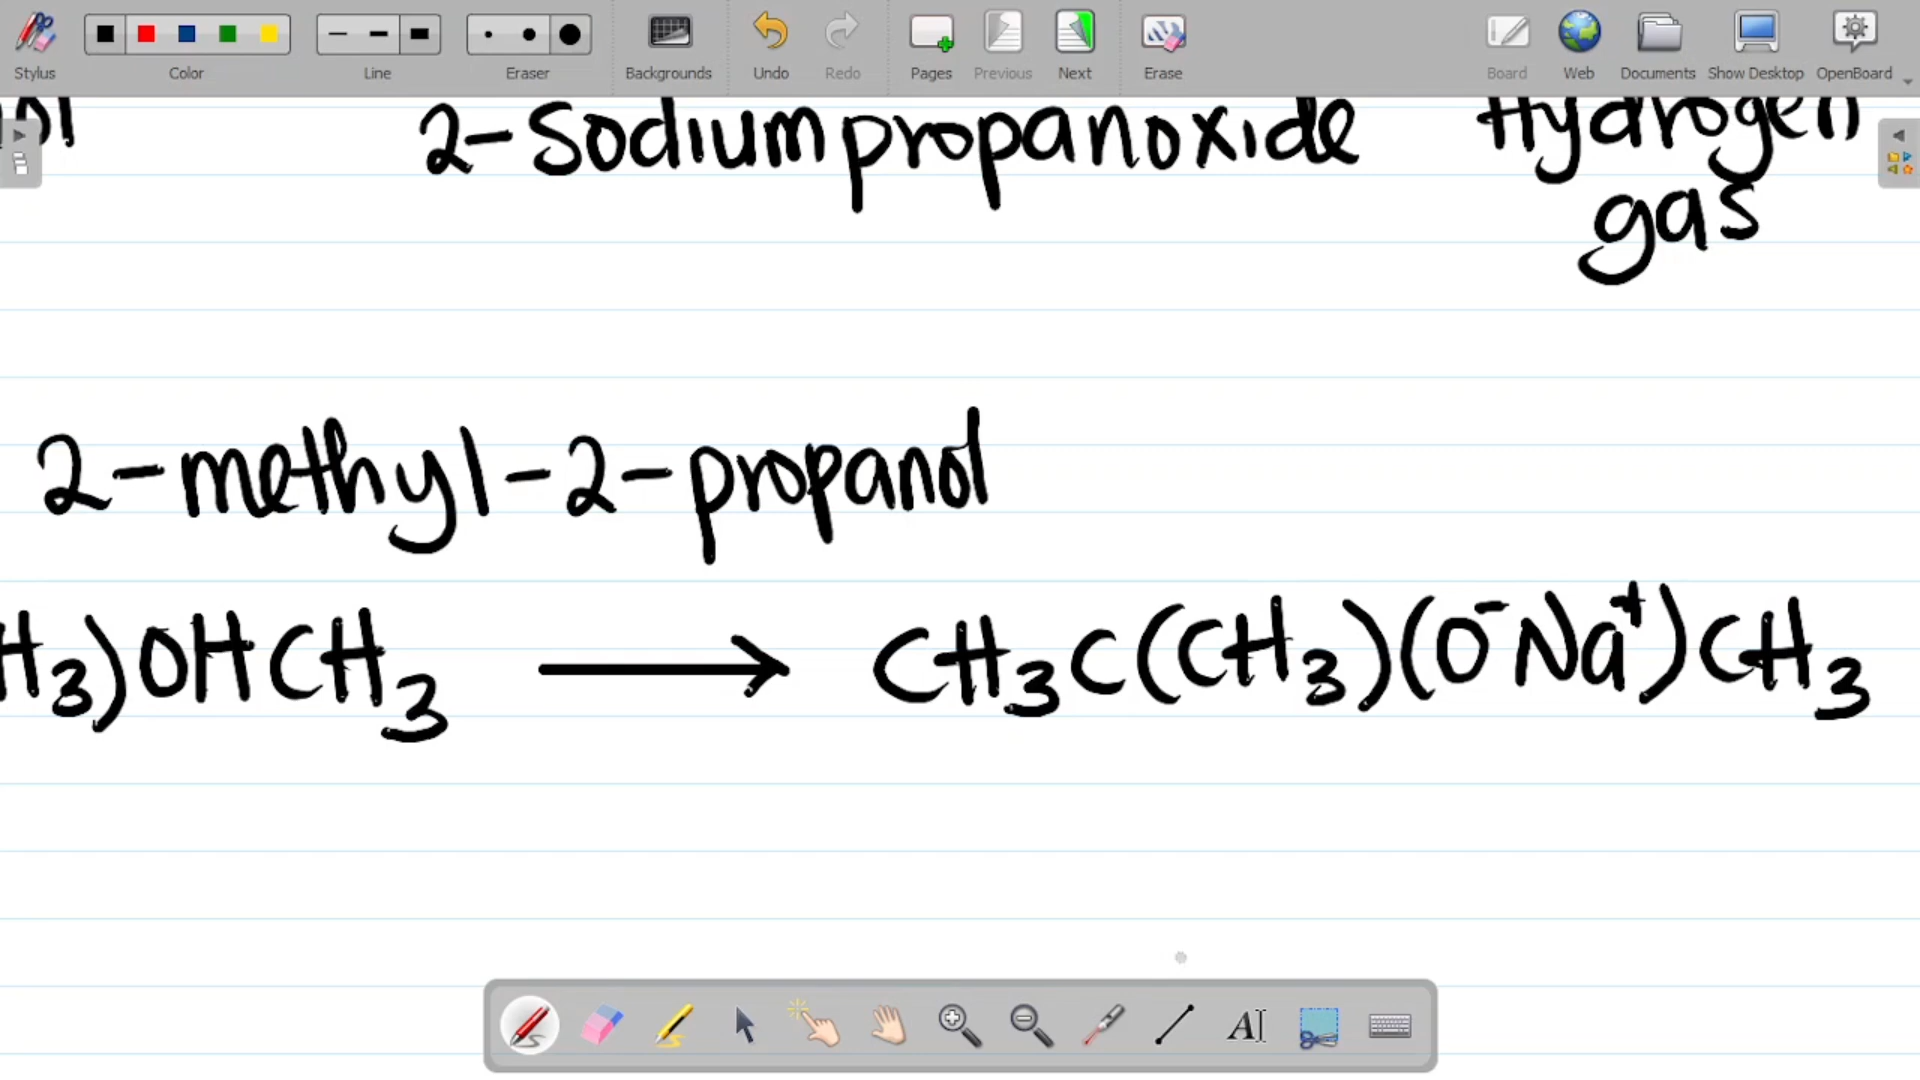 Stylus Color Line Eraser Backgrounds Undo Redo Pages Previous Next Erase Board Web Documents Show Desktop OpenBoard
2-Sodium propanoxide Hydrogen
gas
2-methyl-2-propanol
H₃)OHCH₃ ⟶ CH₃C(CH₃)(O⁻Na⁺)CH₃